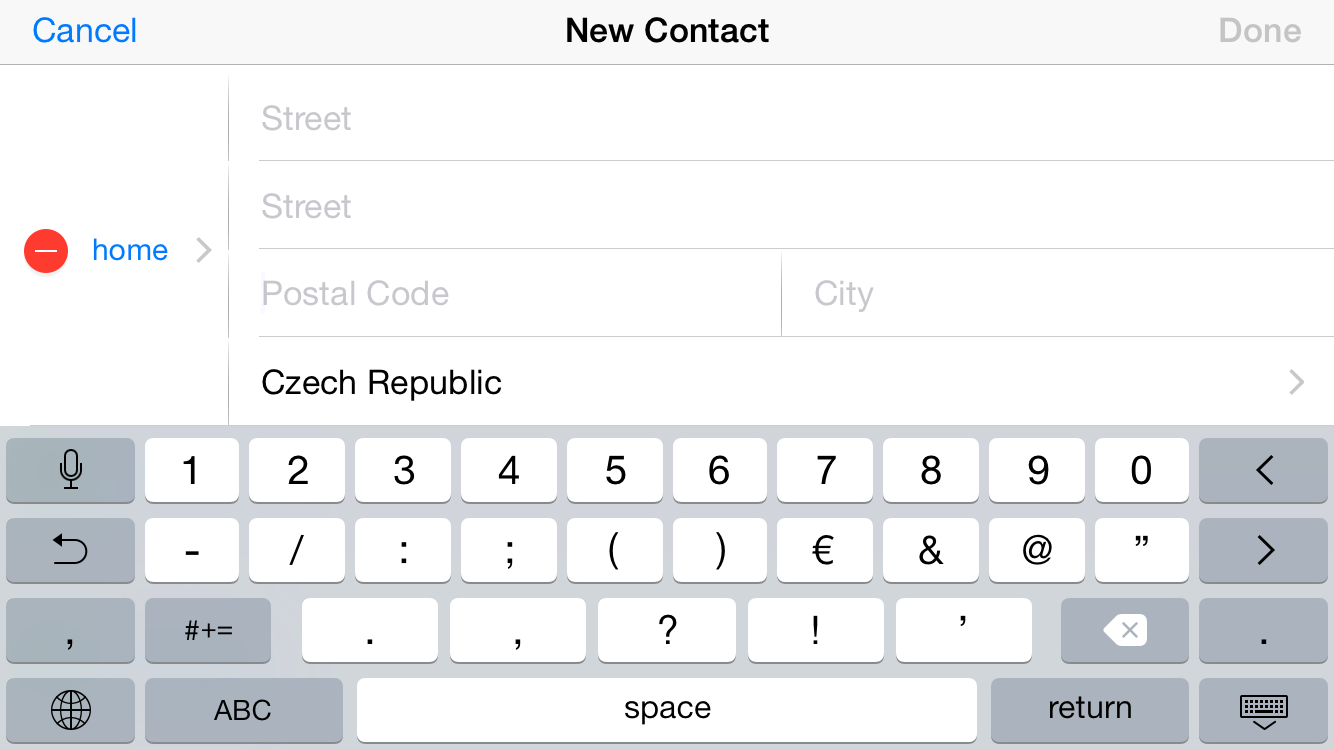 Cancel New Contact Done
Street
Street
home
Postal Code City
Czech Republic
1 2 3 4 5 6 7 8 9 0 <
- / : ; ( ) € & @ ” >
, #+= . , ? ! ’ .
ABC space return